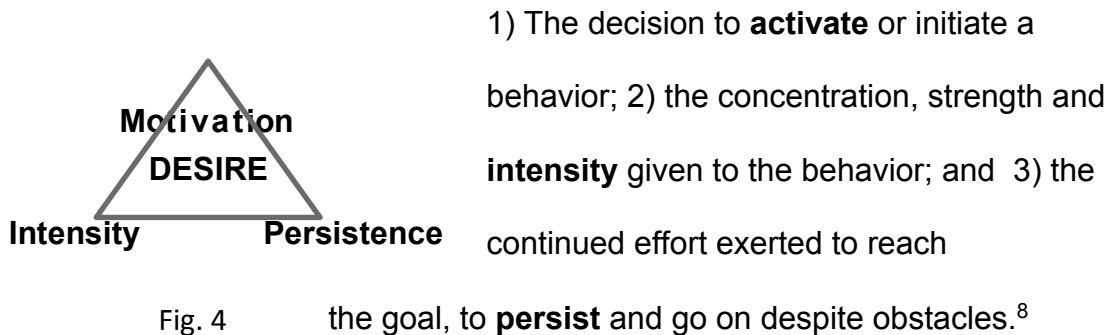 1) The decision to activate or initiate a
behavior; 2) the concentration, strength and
intensity given to the behavior; and 3) the
continued effort exerted to reach
the goal, to persist and go on despite obstacles.8
Motivation
DESIRE
Intensity Persistence
Fig. 4